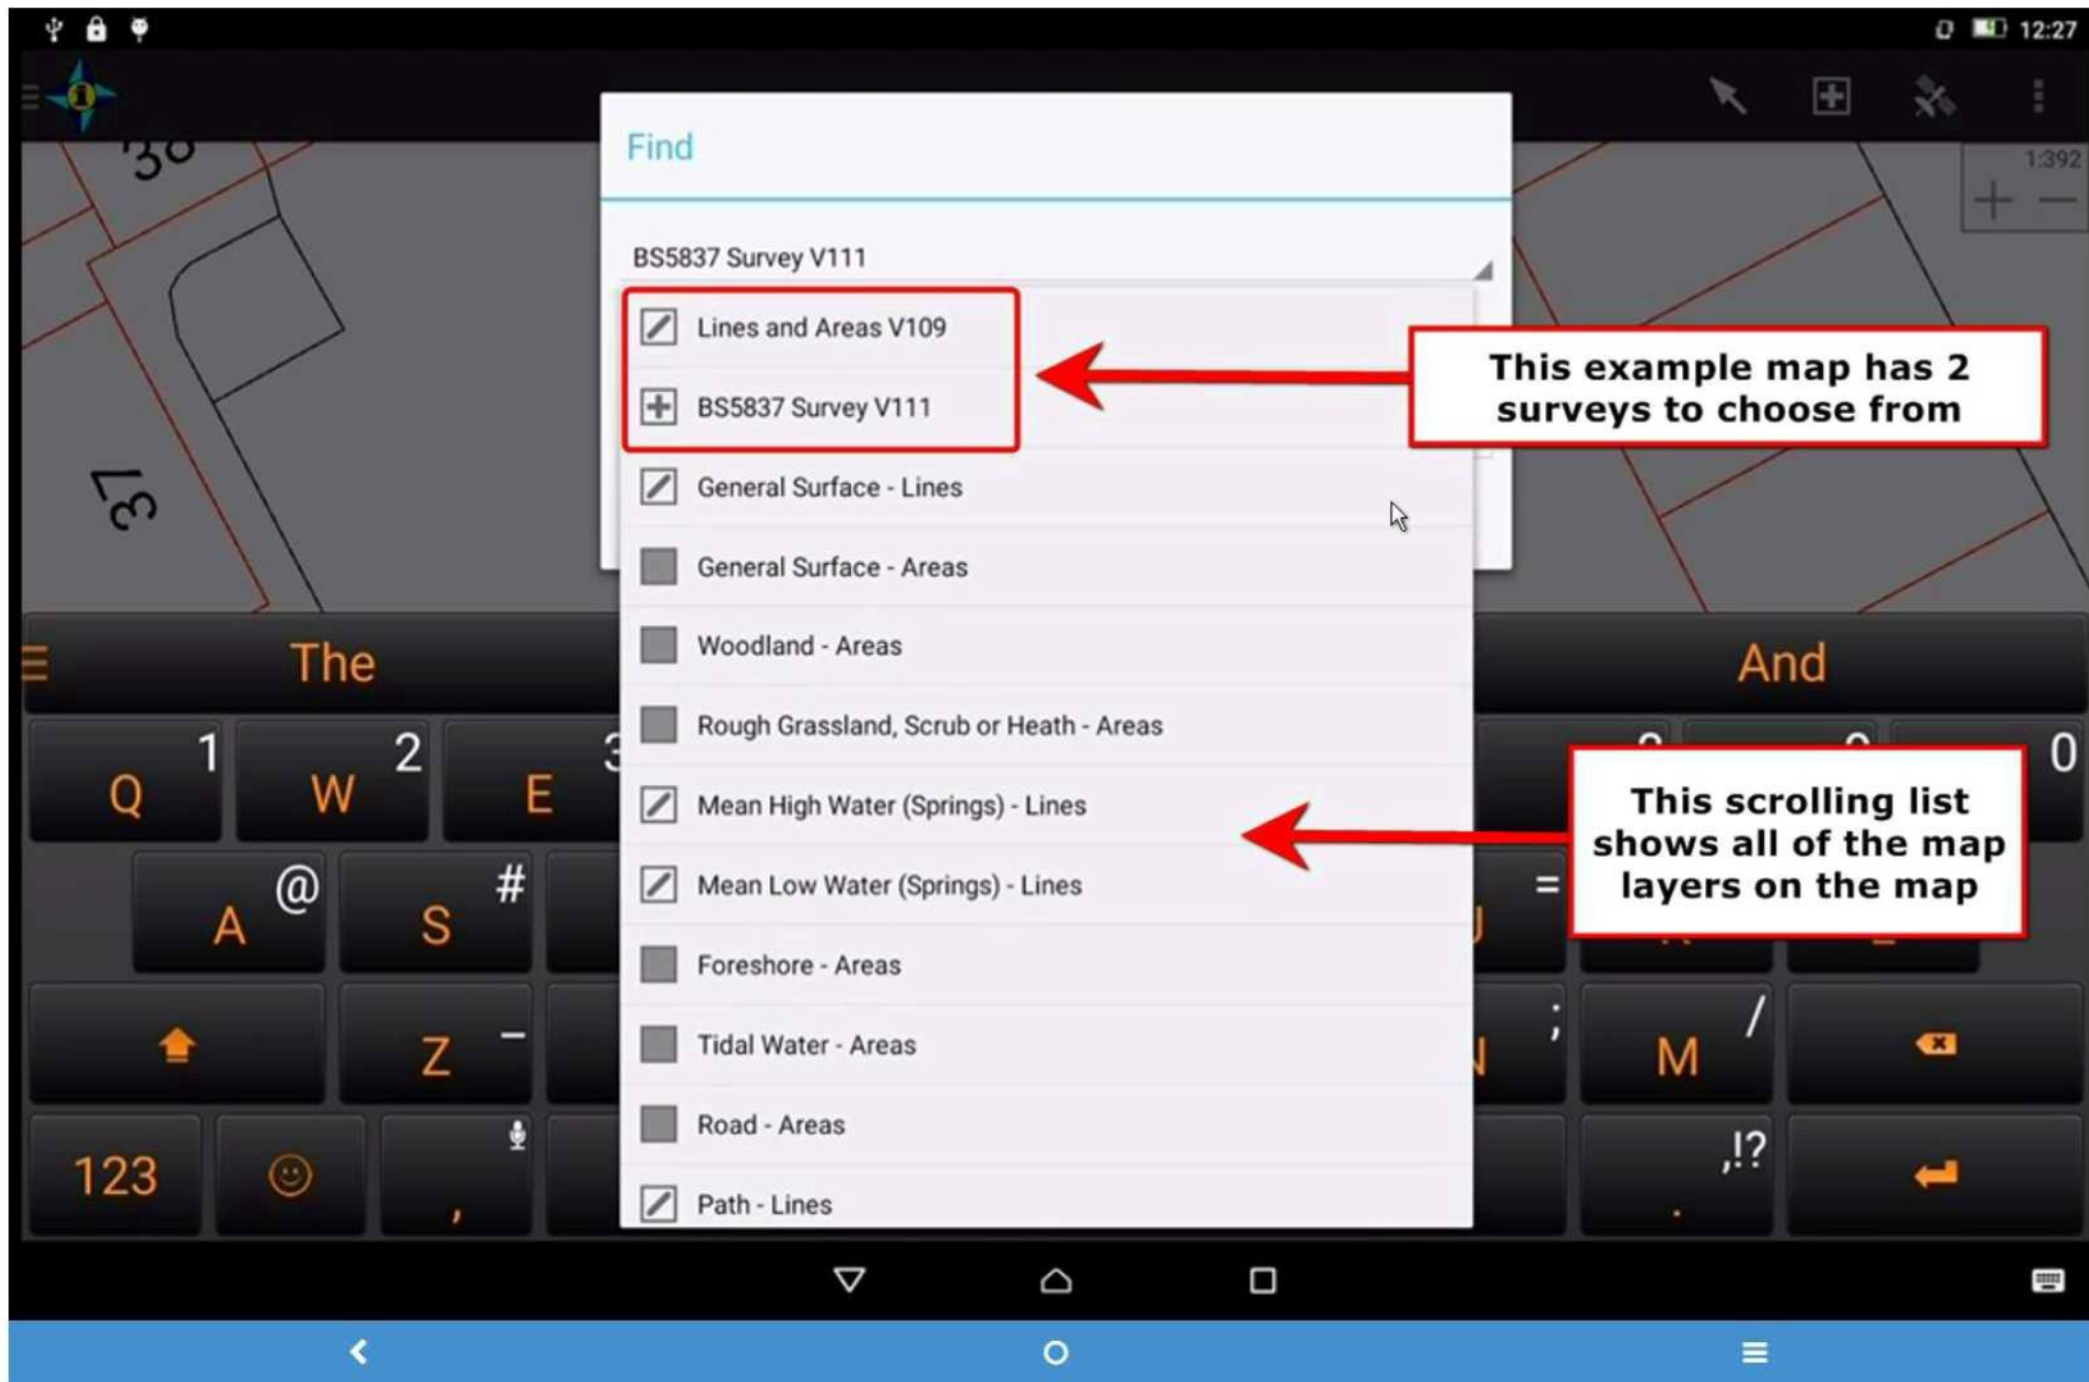 12:27
38
1:392
Find
BS5837 Survey V111
Lines and Areas V109
BS5837 Survey V111
This example map has 2
surveys to choose from
General Surface - Lines
37
General Surface - Areas
Woodland - Areas
The
And
Rough Grassland, Scrub or Heath - Areas
1
2
3
0
Q
W
E
Mean High Water (Springs) - Lines
This scrolling list
shows all of the map
layers on the map
Mean Low Water (Springs) - Lines
@
#
=
A
S
Foreshore - Areas
Tidal Water - Areas
_
;
/
Z
M
Road - Areas
123
,
,!?
.
Path - Lines